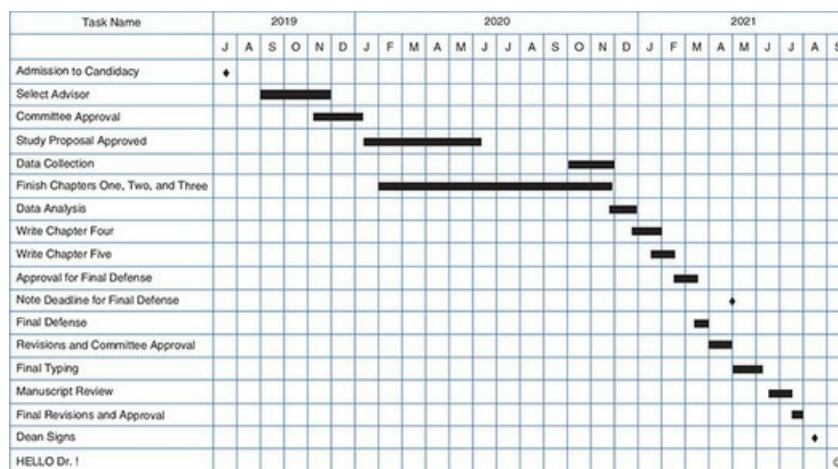 Task Name 2019 2020 2021
J A S O N D J F M A M J J A S O N D J F M A M J J A S
Admission to Candidacy
Select Advisor
Committee Approval
Study Proposal Approved
Data Collection
Finish Chapters One, Two, and Three
Data Analysis
Write Chapter Four
Write Chapter Five
Approval for Final Defense
Note Deadline for Final Defense
Final Defense
Revisions and Committee Approval
Final Typing
Manuscript Review
Final Revisions and Approval
Dean Signs
HELLO Dr. !